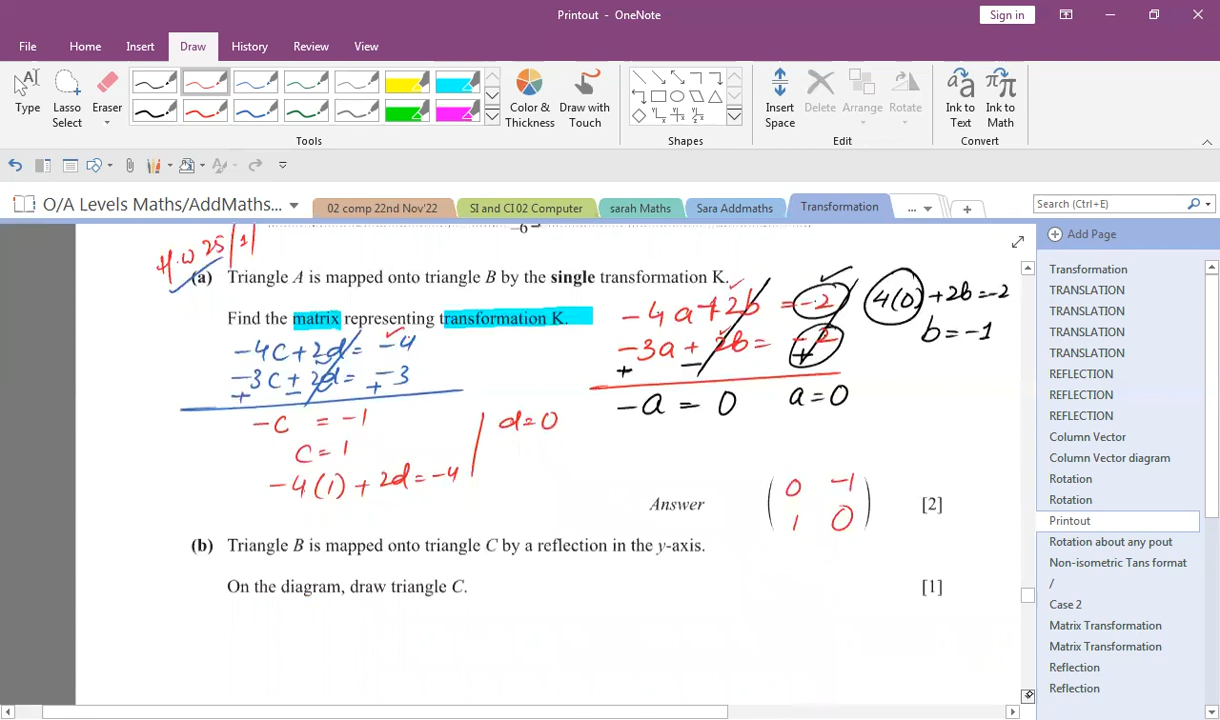 Printout - OneNote
Sign in
File Home Insert Draw History Review View
Type
Lasso Select
Eraser
Color & Thickness
Draw with Touch
Insert Space
Delete
Arrange
Rotate
Ink to Text
Ink to Math
Tools
Shapes
Edit
Convert
O/A Levels Maths/AddMaths...
02 comp 22nd Nov'22
SI and CI02 Computer
sarah Maths
Sara Addmaths
Transformation
...
Search (Ctrl+E)
Add Page
Transformation
TRANSLATION
TRANSLATION
TRANSLATION
TRANSLATION
REFLECTION
REFLECTION
REFLECTION
Column Vector
Column Vector diagram
Rotation
Rotation
Printout
Rotation about any pout
Non-isometric Tans format
/
Case 2
Matrix Transformation
Matrix Transformation
Reflection
Reflection
-6
H.W 25/1
(a) Triangle A is mapped onto triangle B by the single transformation K.
Find the matrix representing transformation K.
-4c + 2d = -4
-3c + 2d = -3
+ - +
-c = -1
c = 1
-4(1) + 2d = -4
d = 0
-4a + 2b = -2
-3a + 2b = -2
+ - +
-a = 0 a = 0
4(0) + 2b = -2
b = -1
Answer
0 -1
1 0
[2]
(b) Triangle B is mapped onto triangle C by a reflection in the y-axis.
On the diagram, draw triangle C. [1]